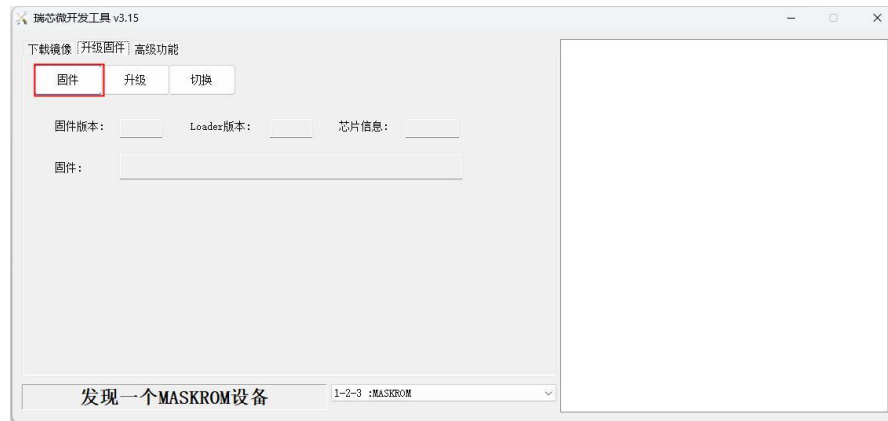 瑞芯微开发工具 v3.15
下载镜像 升级固件 高级功能
固件 升级 切换
固件版本: Loader版本: 芯片信息:
固件:
发现一个MASKROM设备 1-2-3 :MASKROM